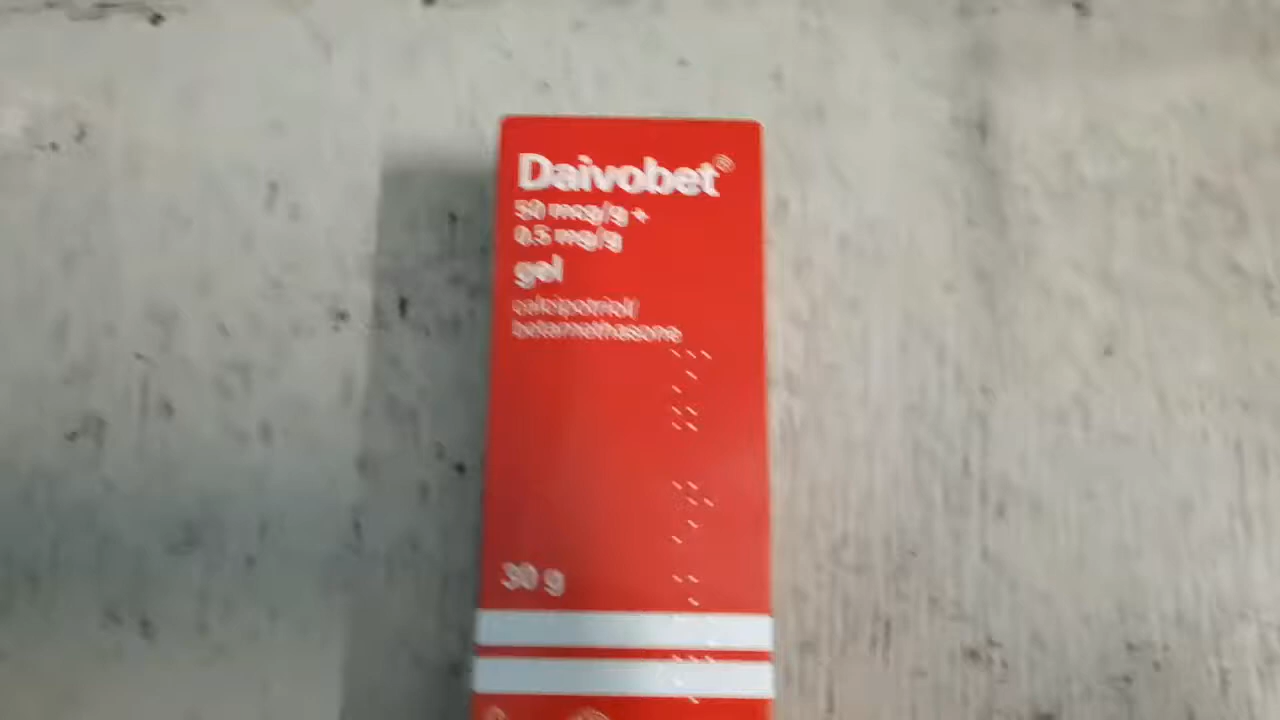 Daivobet®
50 mcg/g +
0.5 mg/g
gel
calcipotriol/
betamethasone
30 g